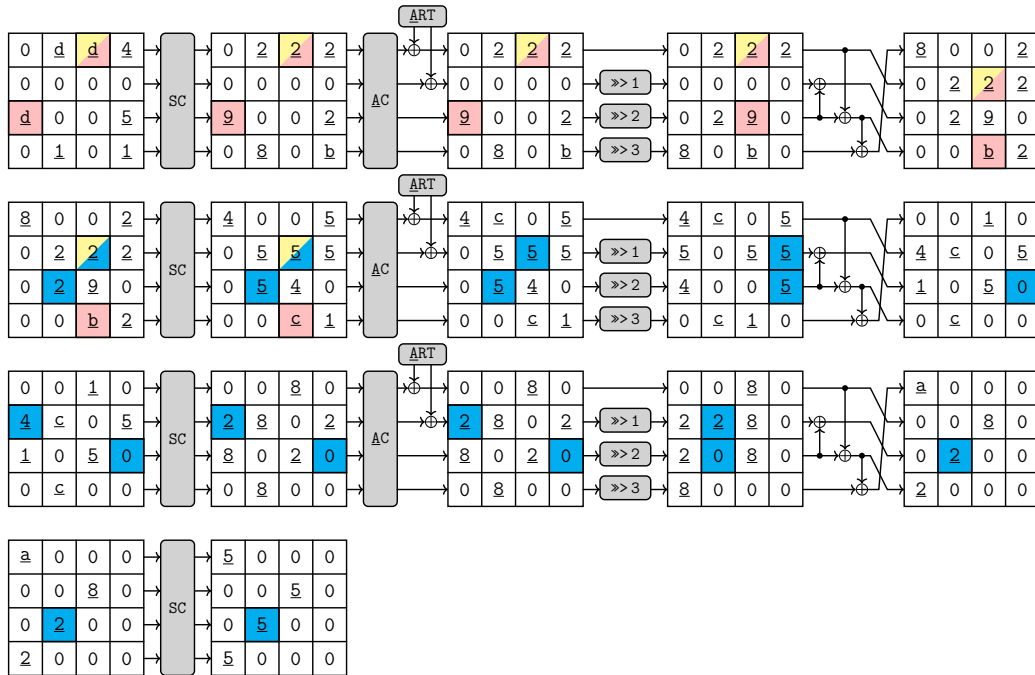 ART
0 d d 4 SC 0 2 2 2 AC 0 2 2 2 0 2 2 2 8 0 0 2
0 0 0 0 0 0 0 0 0 0 0 0 ⋙ 1 0 0 0 0 0 2 2 2
d 0 0 5 9 0 0 2 9 0 0 2 ⋙ 2 0 2 9 0 0 2 9 0
0 1 0 1 0 8 0 b 0 8 0 b ⋙ 3 8 0 b 0 0 0 b 2
ART
8 0 0 2 SC 4 0 0 5 AC 4 c 0 5 4 c 0 5 0 0 1 0
0 2 2 2 0 5 5 5 0 5 5 5 ⋙ 1 5 0 5 5 4 c 0 5
0 2 9 0 0 5 4 0 0 5 4 0 ⋙ 2 4 0 0 5 1 0 5 0
0 0 b 2 0 0 c 1 0 0 c 1 ⋙ 3 0 c 1 0 0 c 0 0
ART
0 0 1 0 SC 0 0 8 0 AC 0 0 8 0 0 0 8 0 a 0 0 0
4 c 0 5 2 8 0 2 2 8 0 2 ⋙ 1 2 2 8 0 0 0 8 0
1 0 5 0 8 0 2 0 8 0 2 0 ⋙ 2 2 0 8 0 0 2 0 0
0 c 0 0 0 8 0 0 0 8 0 0 ⋙ 3 8 0 0 0 2 0 0 0
a 0 0 0 SC 5 0 0 0
0 0 8 0 0 0 5 0
0 2 0 0 0 5 0 0
2 0 0 0 5 0 0 0